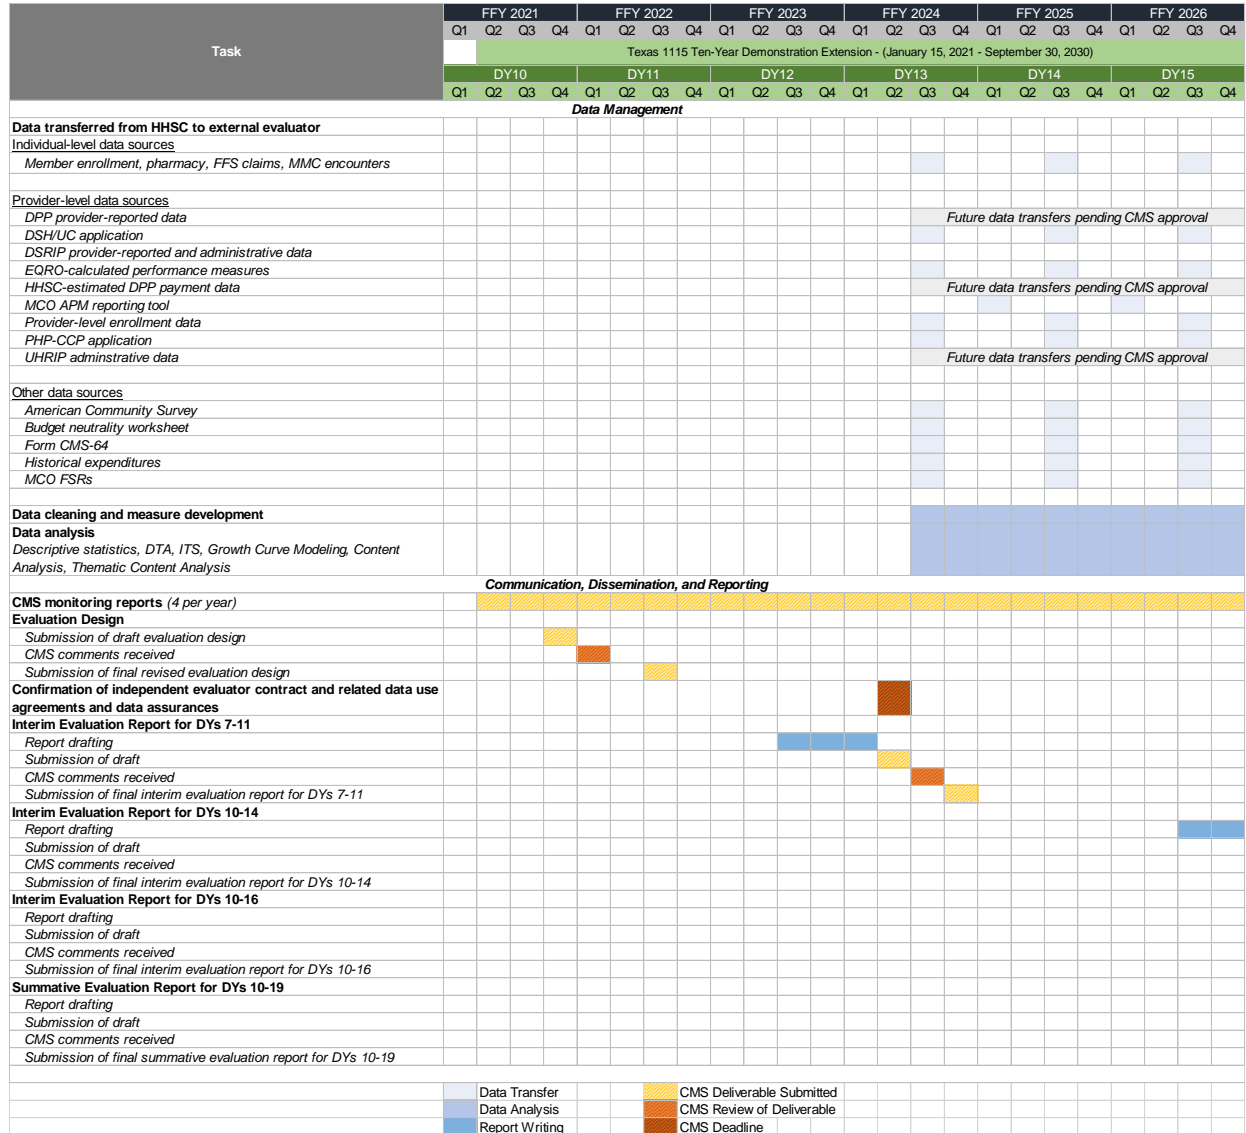 FFY 2021 FFY 2022 FFY 2023 FFY 2024 FFY 2025 FFY 2026
Q1 Q2 Q3 Q4 Q1 Q2 Q3 Q4 Q1 Q2 Q3 Q4 Q1 Q2 Q3 Q4 Q1 Q2 Q3 Q4 Q1 Q2 Q3 Q4
Task
Texas 1115 Ten-Year Demonstration Extension - (January 15, 2021 - September 30, 2030)
DY10 DY11 DY12 DY13 DY14 DY15
Q1 Q2 Q3 Q4 Q1 Q2 Q3 Q4 Q1 Q2 Q3 Q4 Q1 Q2 Q3 Q4 Q1 Q2 Q3 Q4 Q1 Q2 Q3 Q4
Data Management
Data transferred from HHSC to external evaluator
Individual-level data sources
Member enrollment, pharmacy, FFS claims, MMC encounters
Provider-level data sources
DPP provider-reported data Future data transfers pending CMS approval
DSH/UC application
DSRIP provider-reported and administrative data
EQRO-calculated performance measures
HHSC-estimated DPP payment data Future data transfers pending CMS approval
MCO APM reporting tool
Provider-level enrollment data
PHP-CCP application
UHRIP adminstrative data Future data transfers pending CMS approval
Other data sources
American Community Survey
Budget neutrality worksheet
Form CMS-64
Historical expenditures
MCO FSRs
Data cleaning and measure development
Data analysis
Descriptive statistics, DTA, ITS, Growth Curve Modeling, Content
Analysis, Thematic Content Analysis
Communication, Dissemination, and Reporting
CMS monitoring reports (4 per year)
Evaluation Design
Submission of draft evaluation design
CMS comments received
Submission of final revised evaluation design
Confirmation of independent evaluator contract and related data use
agreements and data assurances
Interim Evaluation Report for DYs 7-11
Report drafting
Submission of draft
CMS comments received
Submission of final interim evaluation report for DYs 7-11
Interim Evaluation Report for DYs 10-14
Report drafting
Submission of draft
CMS comments received
Submission of final interim evaluation report for DYs 10-14
Interim Evaluation Report for DYs 10-16
Report drafting
Submission of draft
CMS comments received
Submission of final interim evaluation report for DYs 10-16
Summative Evaluation Report for DYs 10-19
Report drafting
Submission of draft
CMS comments received
Submission of final summative evaluation report for DYs 10-19
Data Transfer CMS Deliverable Submitted
Data Analysis CMS Review of Deliverable
Report Writing CMS Deadline